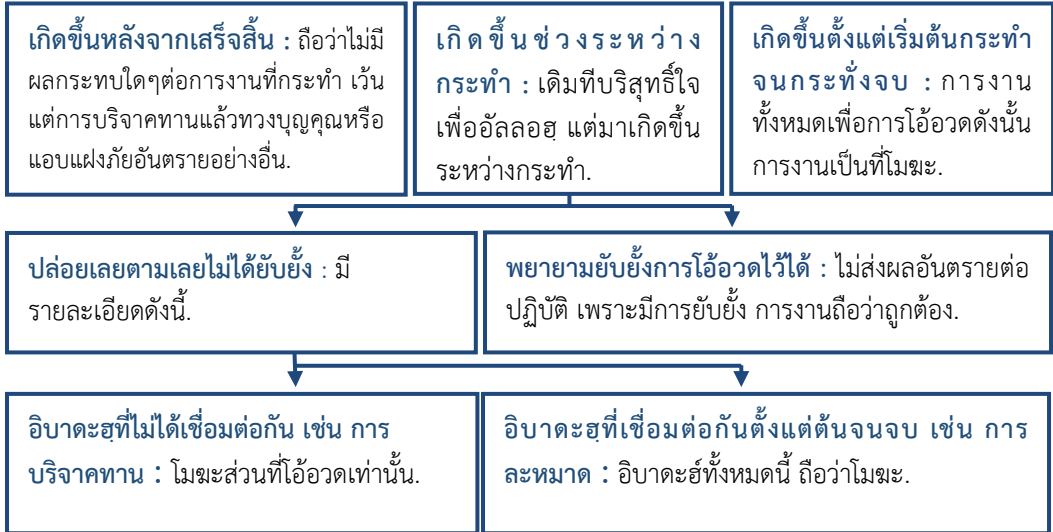 เกิดขึ้นหลังจากเสร็จสิ้น : ถือว่าไม่มี
ผลกระทบใดๆต่อการงานที่กระทำ เว้น
แต่การบริจาคทานแล้วทวงบุญคุณหรือ
แอบแฝงภัยอันตรายอย่างอื่น.
เกิดขึ้นช่วงระหว่าง
กระทำ : เดิมทีบริสุทธิ์ใจ
เพื่ออัลลอฮฺ แต่มาเกิดขึ้น
ระหว่างกระทำ.
เกิดขึ้นตั้งแต่เริ่มต้นกระทำ
จนกระทั่งจบ : การงาน
ทั้งหมดเพื่อการโอ้อวดดังนั้น
การงานเป็นที่โมฆะ.
ปล่อยเลยตามเลยไม่ได้ยับยั้ง : มี
รายละเอียดดังนี้.
พยายามยับยั้งการโอ้อวดไว้ได้ : ไม่ส่งผลอันตรายต่อ
ปฏิบัติ เพราะมีการยับยั้ง การงานถือว่าถูกต้อง.
อิบาดะฮฺที่ไม่ได้เชื่อมต่อกัน เช่น การ
บริจาคทาน : โมฆะส่วนที่โอ้อวดเท่านั้น.
อิบาดะฮฺที่เชื่อมต่อกันตั้งแต่ต้นจนจบ เช่น การ
ละหมาด : อิบาดะฮ์ทั้งหมดนี้ ถือว่าโมฆะ.